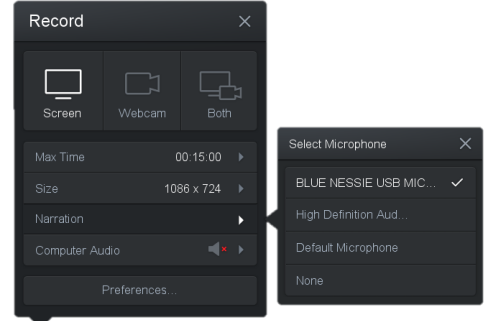 Record
Screen Webcam Both
Max Time 00:15:00
Size 1086 x 724
Narration
Computer Audio
Preferences...
Select Microphone
BLUE NESSIE USB MIC...
High Definition Aud...
Default Microphone
None